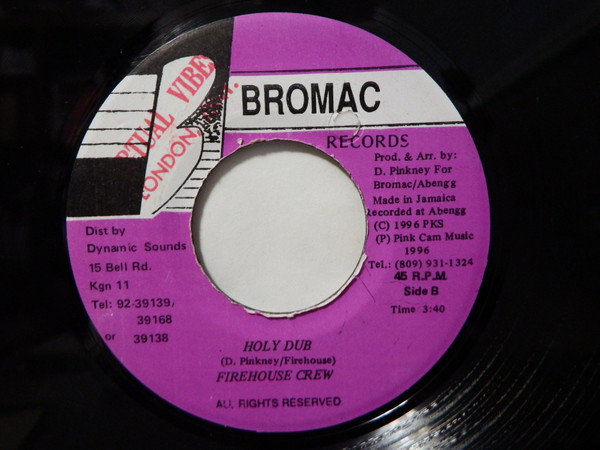 VIBE
LONDON
BROMAC
RECORDS
Prod. & Arr. by:
D. Pinkney For
Bromac/Abengg
Made in Jamaica
Recorded at Abengg
(C) 1996 PKS
(P) Pink Cam Music
1996
Tel.: (809) 931-1324
45 R.P.M.
Side B
Time 3:40
Dist by
Dynamic Sounds
15 Bell Rd.
Kgn 11
Tel: 92-39139/
39168
or 39138
HOLY DUB
(D. Pinkney/Firehouse)
FIREHOUSE CREW
ALL RIGHTS RESERVED